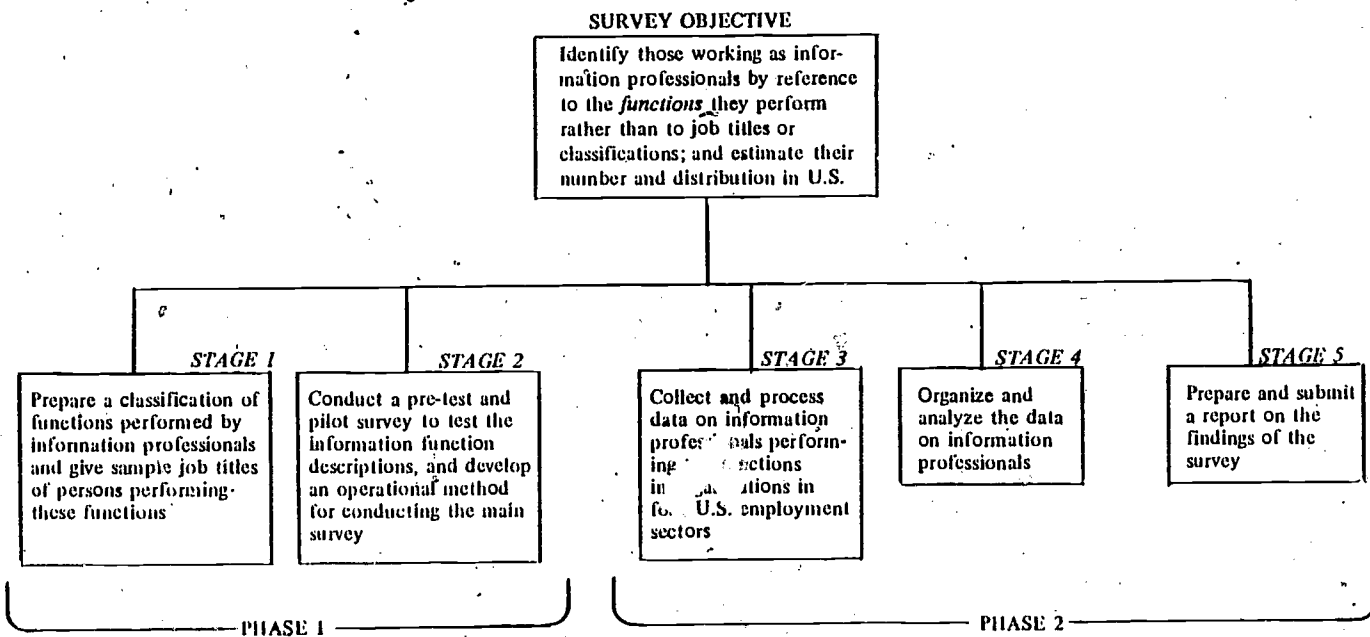 SURVEY OBJECTIVE
Identify those working as infor-
mation professionals by reference
to the functions they perform
rather than to job titles or
classifications; and estimate their
number and distribution in U.S.
STAGE 1
Prepare a classification of
functions performed by
information professionals
and give sample job titles
of persons performing
these functions
STAGE 2
Conduct a pre-test and
pilot survey to test the
information function
descriptions, and develop
an operational method
for conducting the main
survey
STAGE 3
Collect and process
data on information
perform-
ing
in in
U.S. employment
sectors
STAGE 4
Organize and
analyze the data
on information
professionals
STAGE 5
Prepare and submit
a report on the
findings of the
survey
PHASE 1
PHASE 2